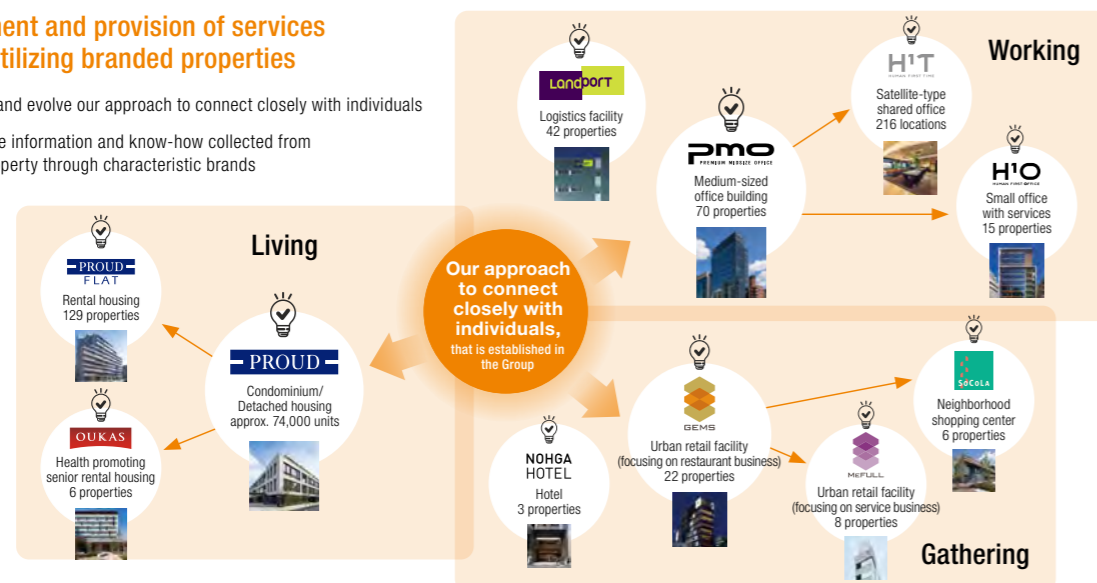 ment and provision of services
tilizing branded properties
and evolve our approach to connect closely with individuals
e information and know-how collected from
perty through characteristic brands
Working
Landport
Logistics facility
42 properties
PMO
PREMIUM MIDSIZE OFFICE
Medium-sized
office building
70 properties
H¹T
HUMAN FIRST TIME
Satellite-type
shared office
216 locations
H¹O
HUMAN FIRST OFFICE
Small office
with services
15 properties
Living
PROUD
FLAT
Rental housing
129 properties
PROUD
Condominium/
Detached housing
approx. 74,000 units
OUKAS
Health promoting
senior rental housing
6 properties
Our approach
to connect
closely with
individuals,
that is established in
the Group
Gathering
NOHGA
HOTEL
Hotel
3 properties
GEMS
Urban retail facility
(focusing on restaurant business)
22 properties
SOCOLA
Neighborhood
shopping center
6 properties
MEFULL
Urban retail facility
(focusing on service business)
8 properties